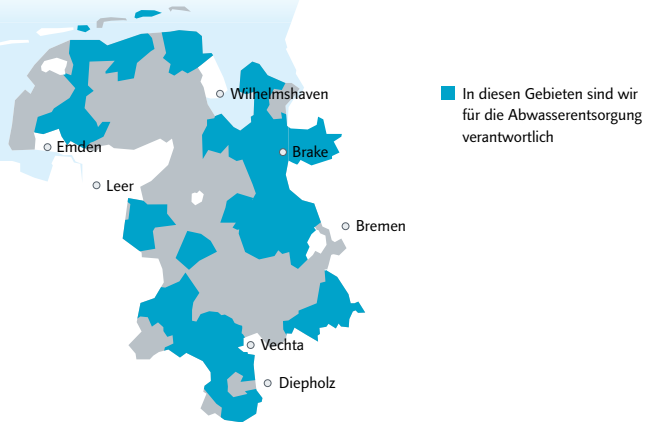 Wilhelmshaven
Emden
Brake
Leer
Bremen
Vechta
Diepholz
In diesen Gebieten sind wir
für die Abwasserentsorgung
verantwortlich